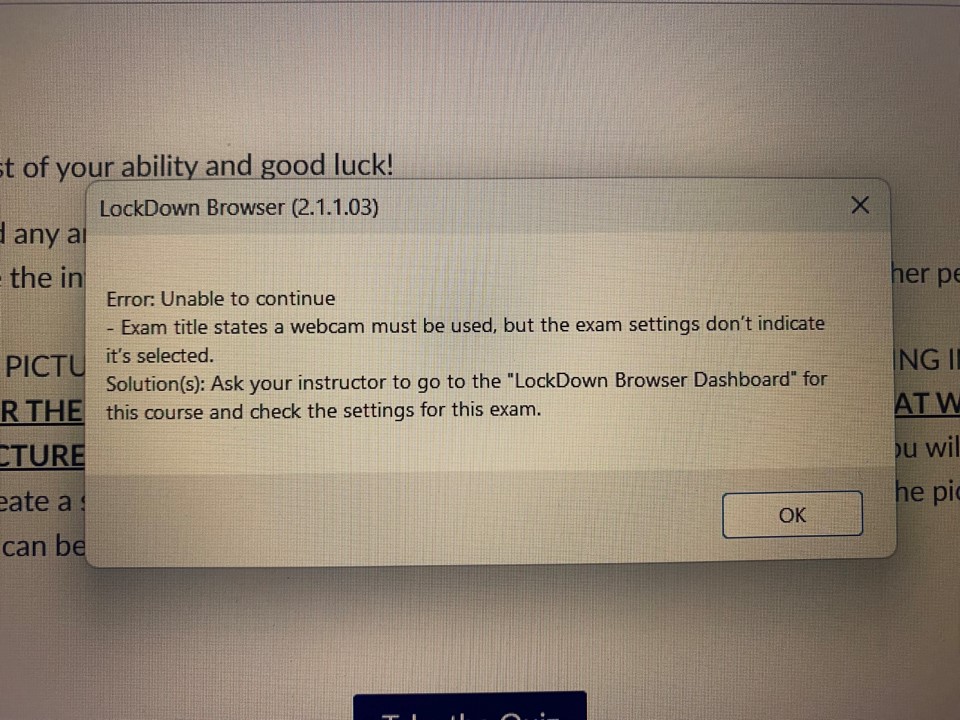 st of your ability and good luck!
LockDown Browser (2.1.1.03)
any
the in
her
Error: Unable to continue
- Exam title states a webcam must be used, but the exam settings don't indicate
it's selected.
Solution(s): Ask your instructor to go to the "LockDown Browser Dashboard" for
this course and check the settings for this exam.
PICTU
NG
R THE
AT W
CTURE
ou wil
eate a
he pic
can be
OK